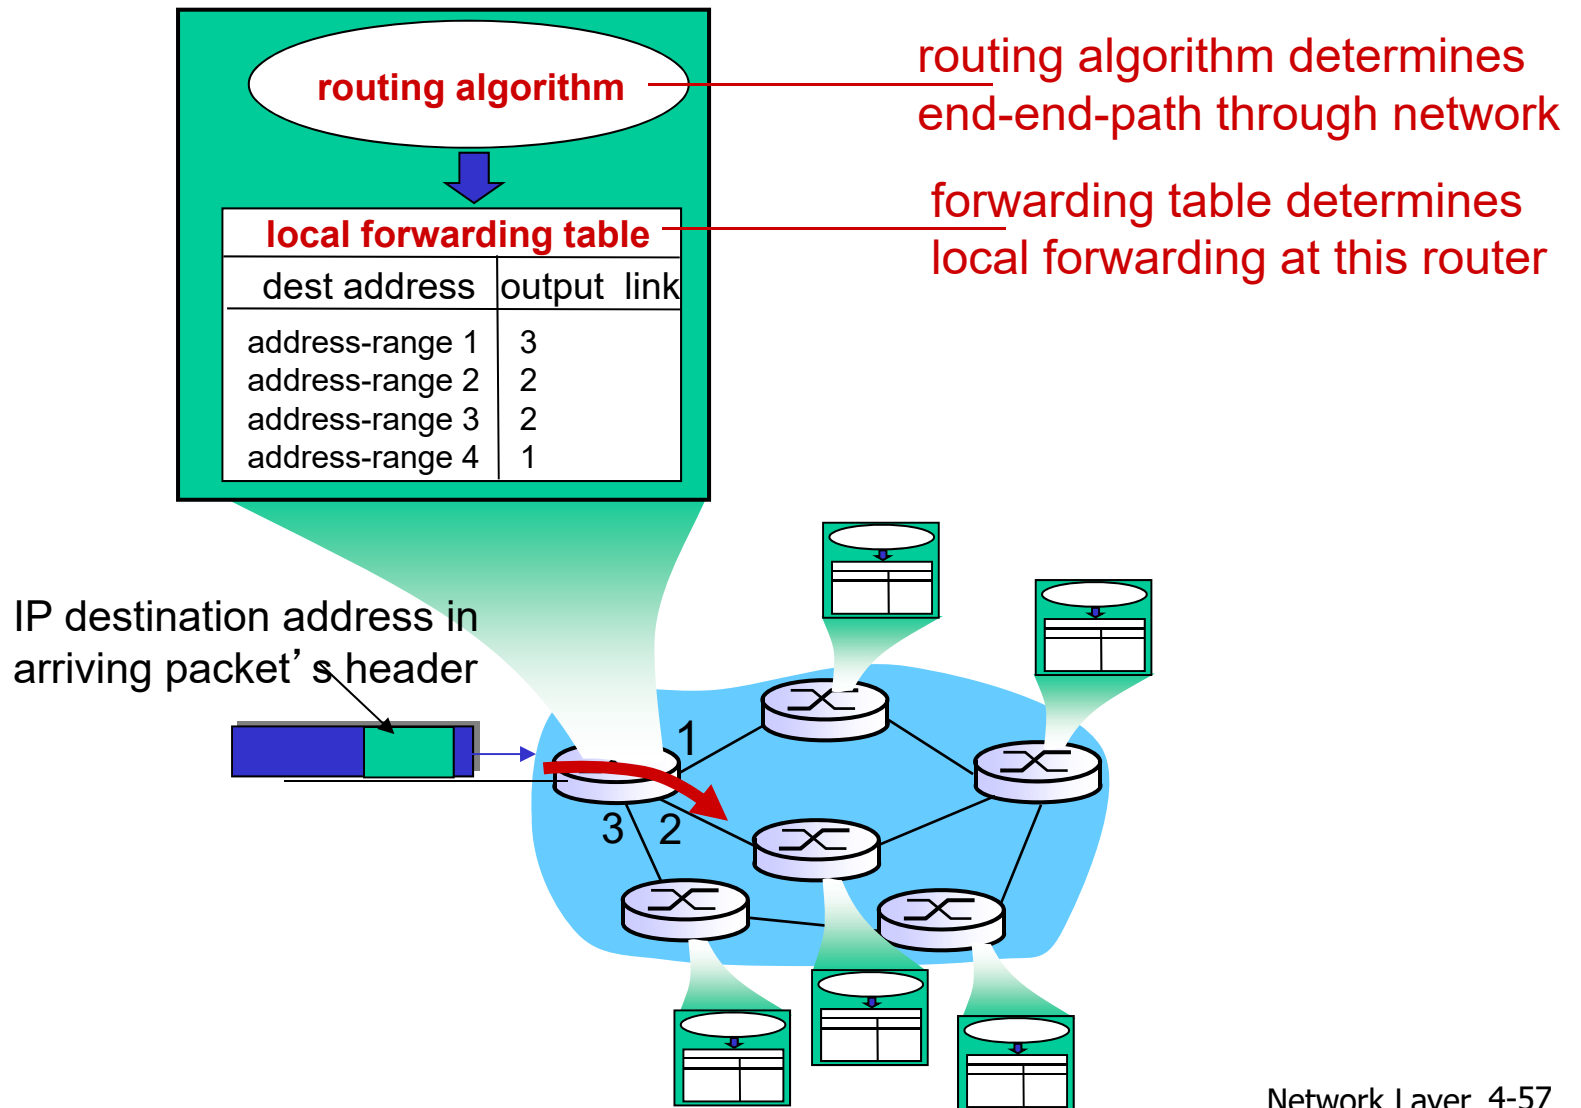 routing algorithm
routing algorithm determines
end-end-path through network
local forwarding table
forwarding table determines
local forwarding at this router
dest address output link
address-range 1 3
address-range 2 2
address-range 3 2
address-range 4 1
IP destination address in
arriving packet’s header
1
3 2
Network Layer 4-57